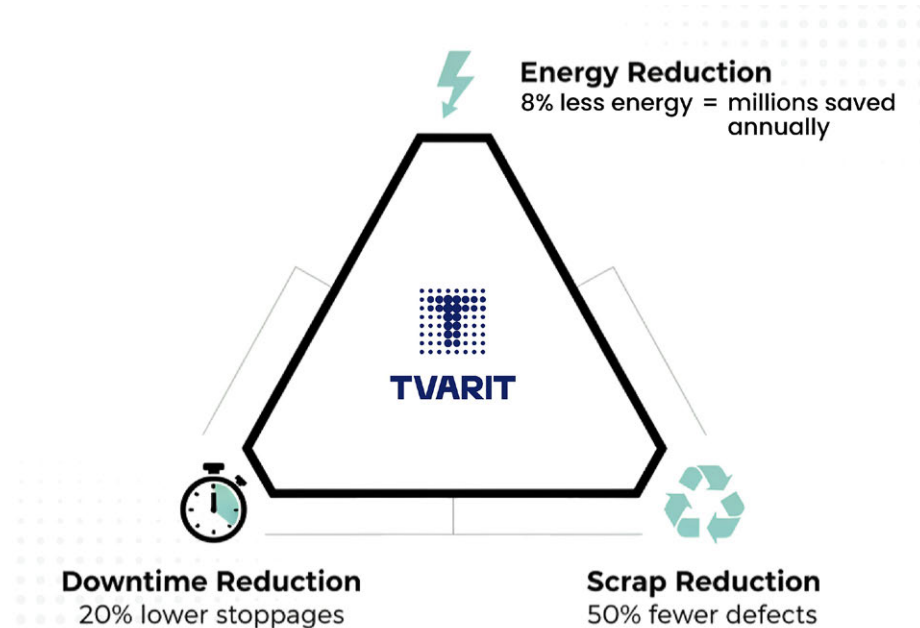 Energy Reduction
8% less energy = millions saved
annually
TVARIT
Downtime Reduction
20% lower stoppages
Scrap Reduction
50% fewer defects